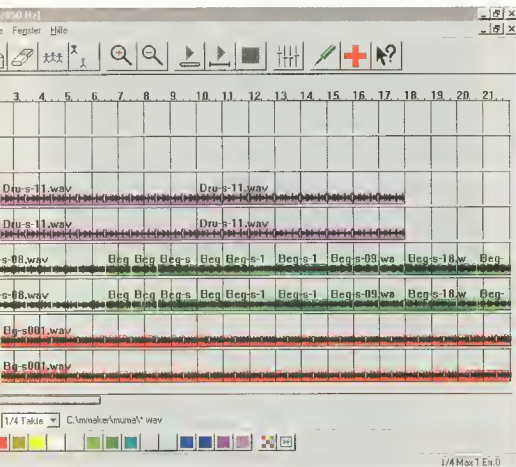 2850 Hz]
e Fenster Hilfe
3. 4. 5. 6. 7. 8. 9. 10. 11. 12. 13. 14. 15. 16. 17. 18. 19. 20. 21.
Dru-s-11.wav Dru-s-11.wav
Dru-s-11.wav Dru-s-11.wav
-s-08.wav Beg Beg Beg-s Beg Beg-s-1 Beg-s-1 Beg-s-09.wa Beg-s-18.w Beg-
-s-08.wav Beg Beg Beg-s Beg Beg-s-1 Beg-s-1 Beg-s-09.wa Beg-s-18.w Beg-
Bg-s001.wav
Bg-s001.wav
1/4 Takte C:\mmaker\muma\*.wav
1/4 Max 1 En.0